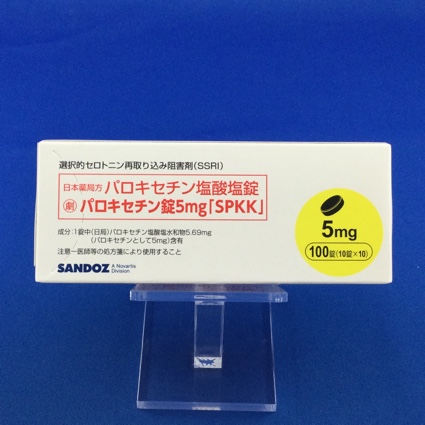 選択的セロトニン再取り込み阻害剤(SSRI)
日本薬局方 パロキセチン塩酸塩錠
劇 パロキセチン錠5mg「SPKK」
成分:1錠中(日局)パロキセチン塩酸塩水和物5.69mg
(パロキセチンとして5mg)含有
注意-医師等の処方箋により使用すること
SANDOZ A Novartis
Division
5mg
100錠(10錠×10)